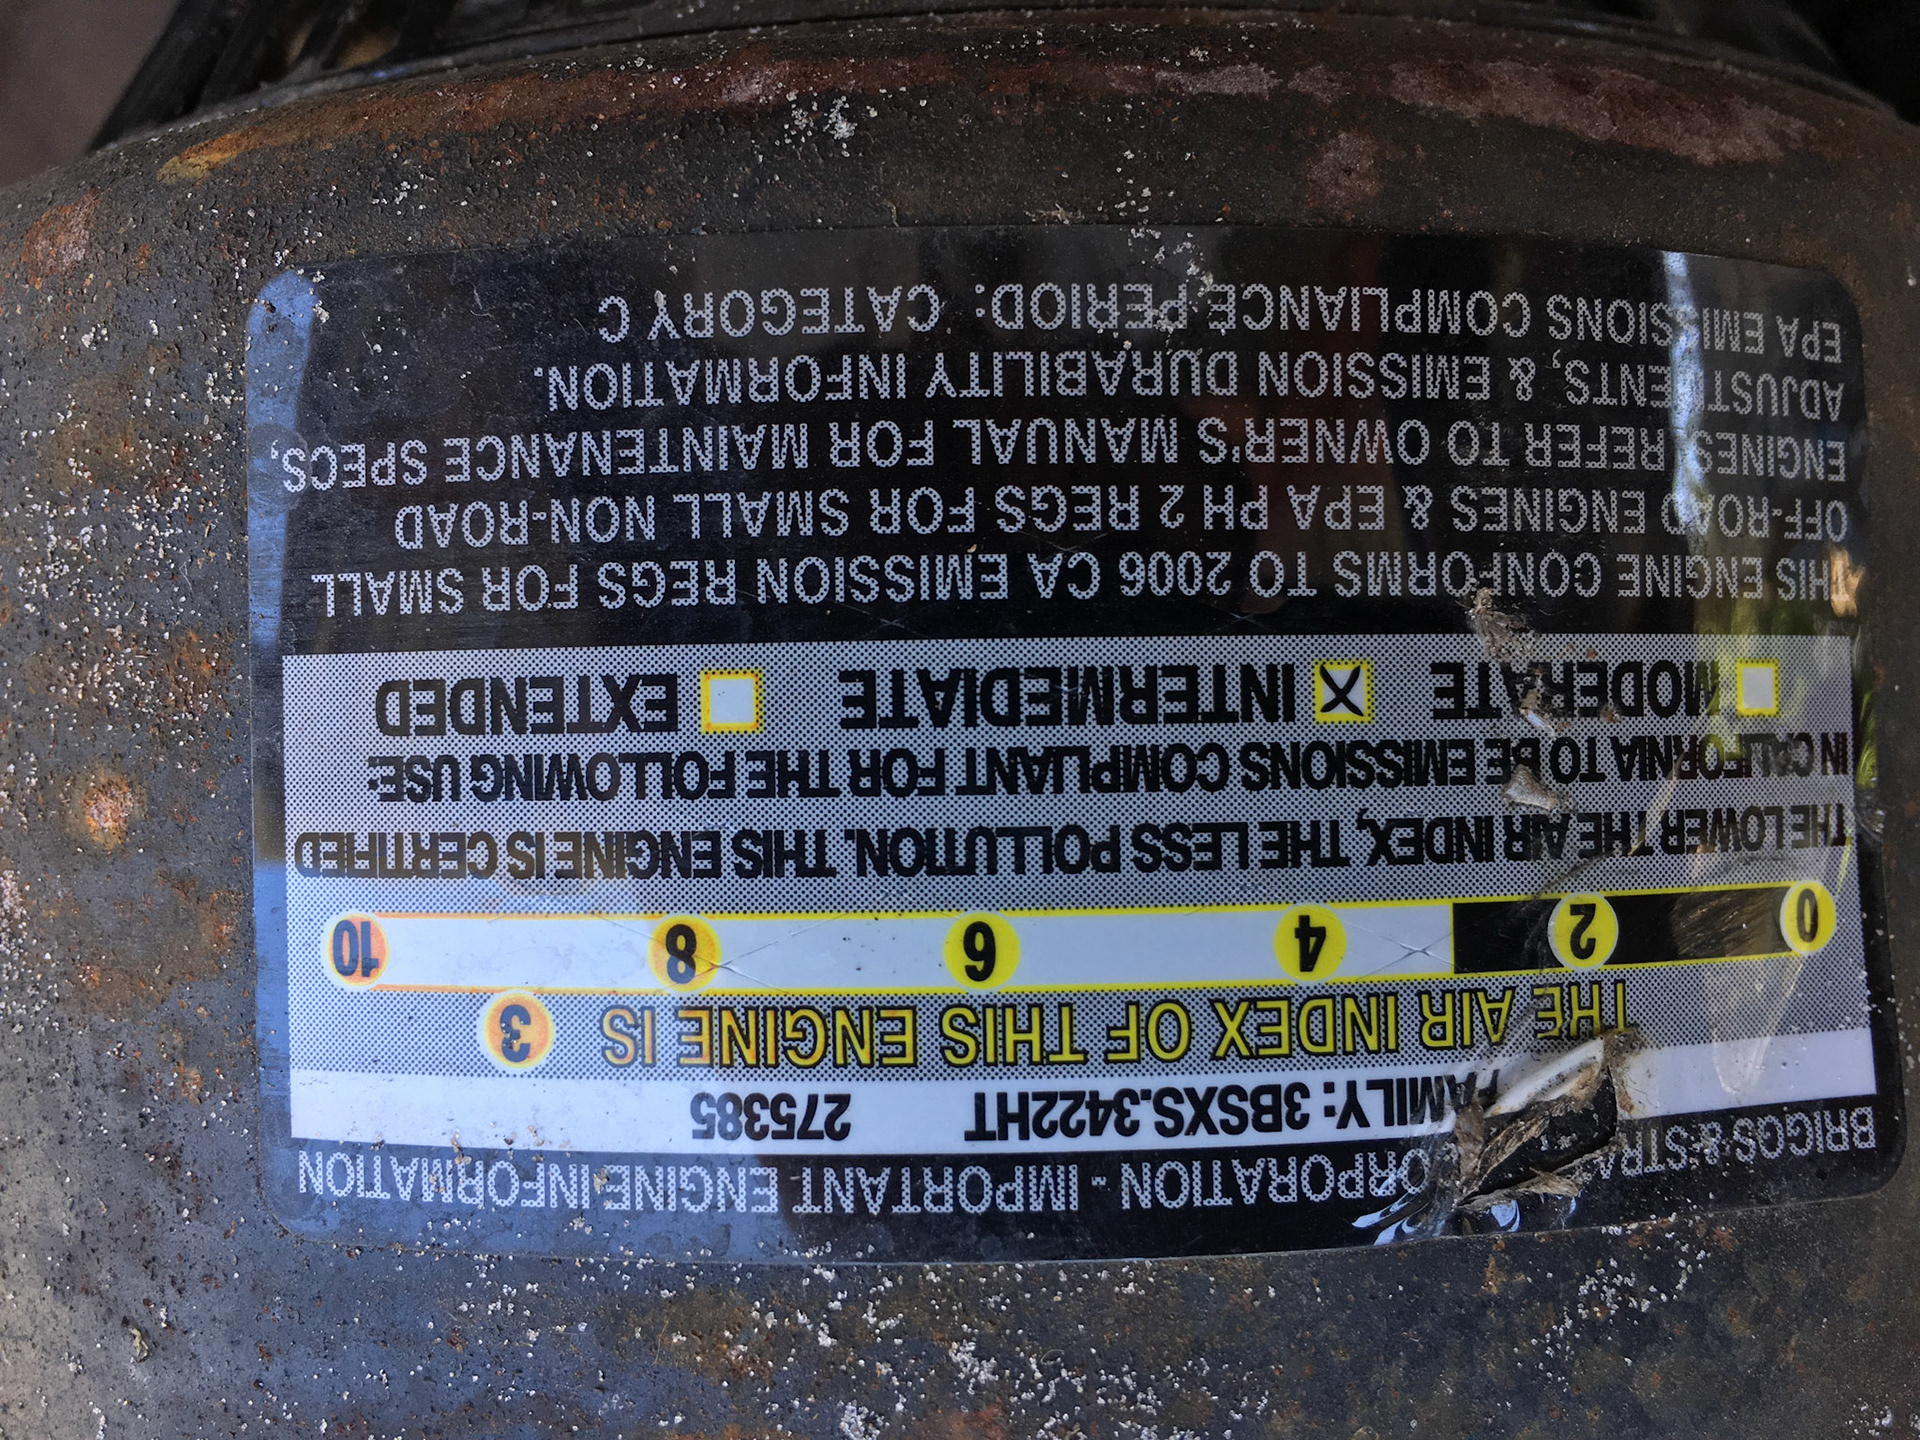 BRIGGS & STRA ORPORATION - IMPORTANT ENGINE INFORMATION
FAMILY: 3BSXS.3422HT 275385
THE AIR INDEX OF THIS ENGINE IS 3
0 2 4 6 8 10
THE LOWER THE AIR INDEX, THE LESS POLLUTION. THIS ENGINE IS CERTIFIED
IN CALIFORNIA TO BE EMISSIONS COMPLIANT FOR THE FOLLOWING USE:
MODERATE X INTERMEDIATE EXTENDED
THIS ENGINE CONFORMS TO 2006 CA EMISSION REGS FOR SMALL
OFF-ROAD ENGINES & EPA PH 2 REGS FOR SMALL NON-ROAD
ENGINES. REFER TO OWNER'S MANUAL FOR MAINTENANCE SPECS,
ADJUSTMENTS, & EMISSION DURABILITY INFORMATION.
EPA EMISSIONS COMPLIANCE PERIOD: CATEGORY C